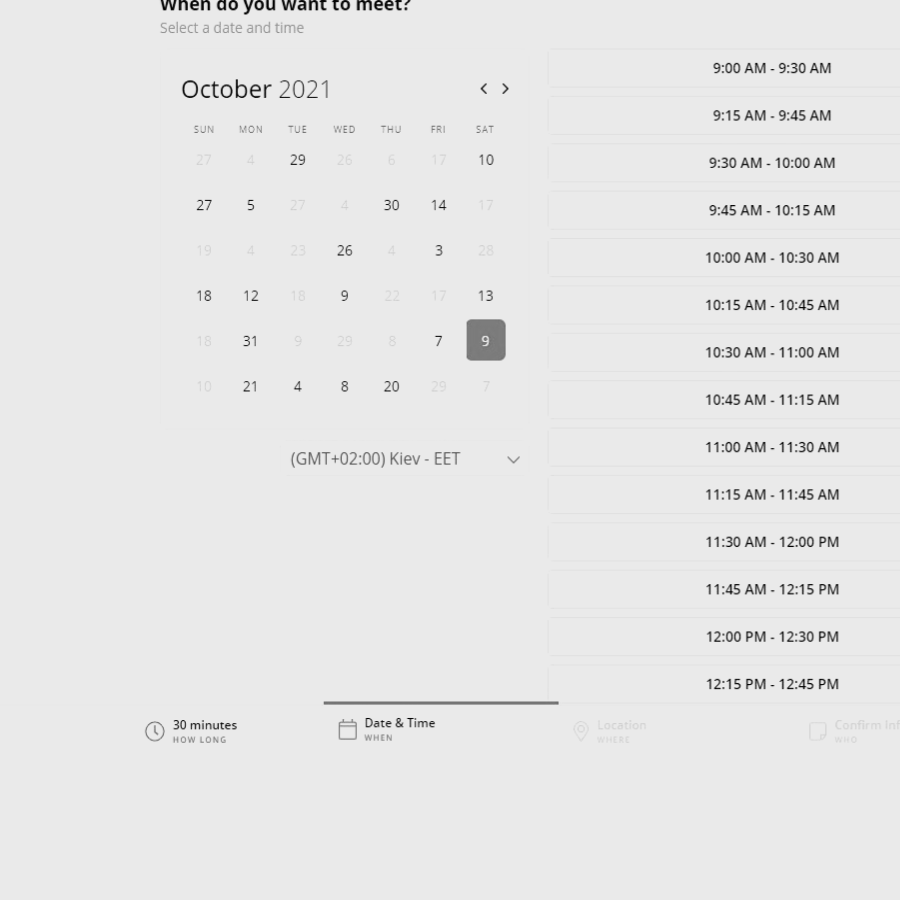 When do you want to meet?
Select a date and time
October 2021
SUN MON TUE WED THU FRI SAT
27 4 29 26 6 17 10
27 5 27 4 30 14 17
19 4 23 26 4 3 28
18 12 18 9 22 17 13
18 31 9 29 8 7 9
10 21 4 8 20 29 7
(GMT+02:00) Kiev - EET
9:00 AM - 9:30 AM
9:15 AM - 9:45 AM
9:30 AM - 10:00 AM
9:45 AM - 10:15 AM
10:00 AM - 10:30 AM
10:15 AM - 10:45 AM
10:30 AM - 11:00 AM
10:45 AM - 11:15 AM
11:00 AM - 11:30 AM
11:15 AM - 11:45 AM
11:30 AM - 12:00 PM
11:45 AM - 12:15 PM
12:00 PM - 12:30 PM
12:15 PM - 12:45 PM
30 minutes
HOW LONG
Date & Time
WHEN
Location
WHERE
Confirm
WHO